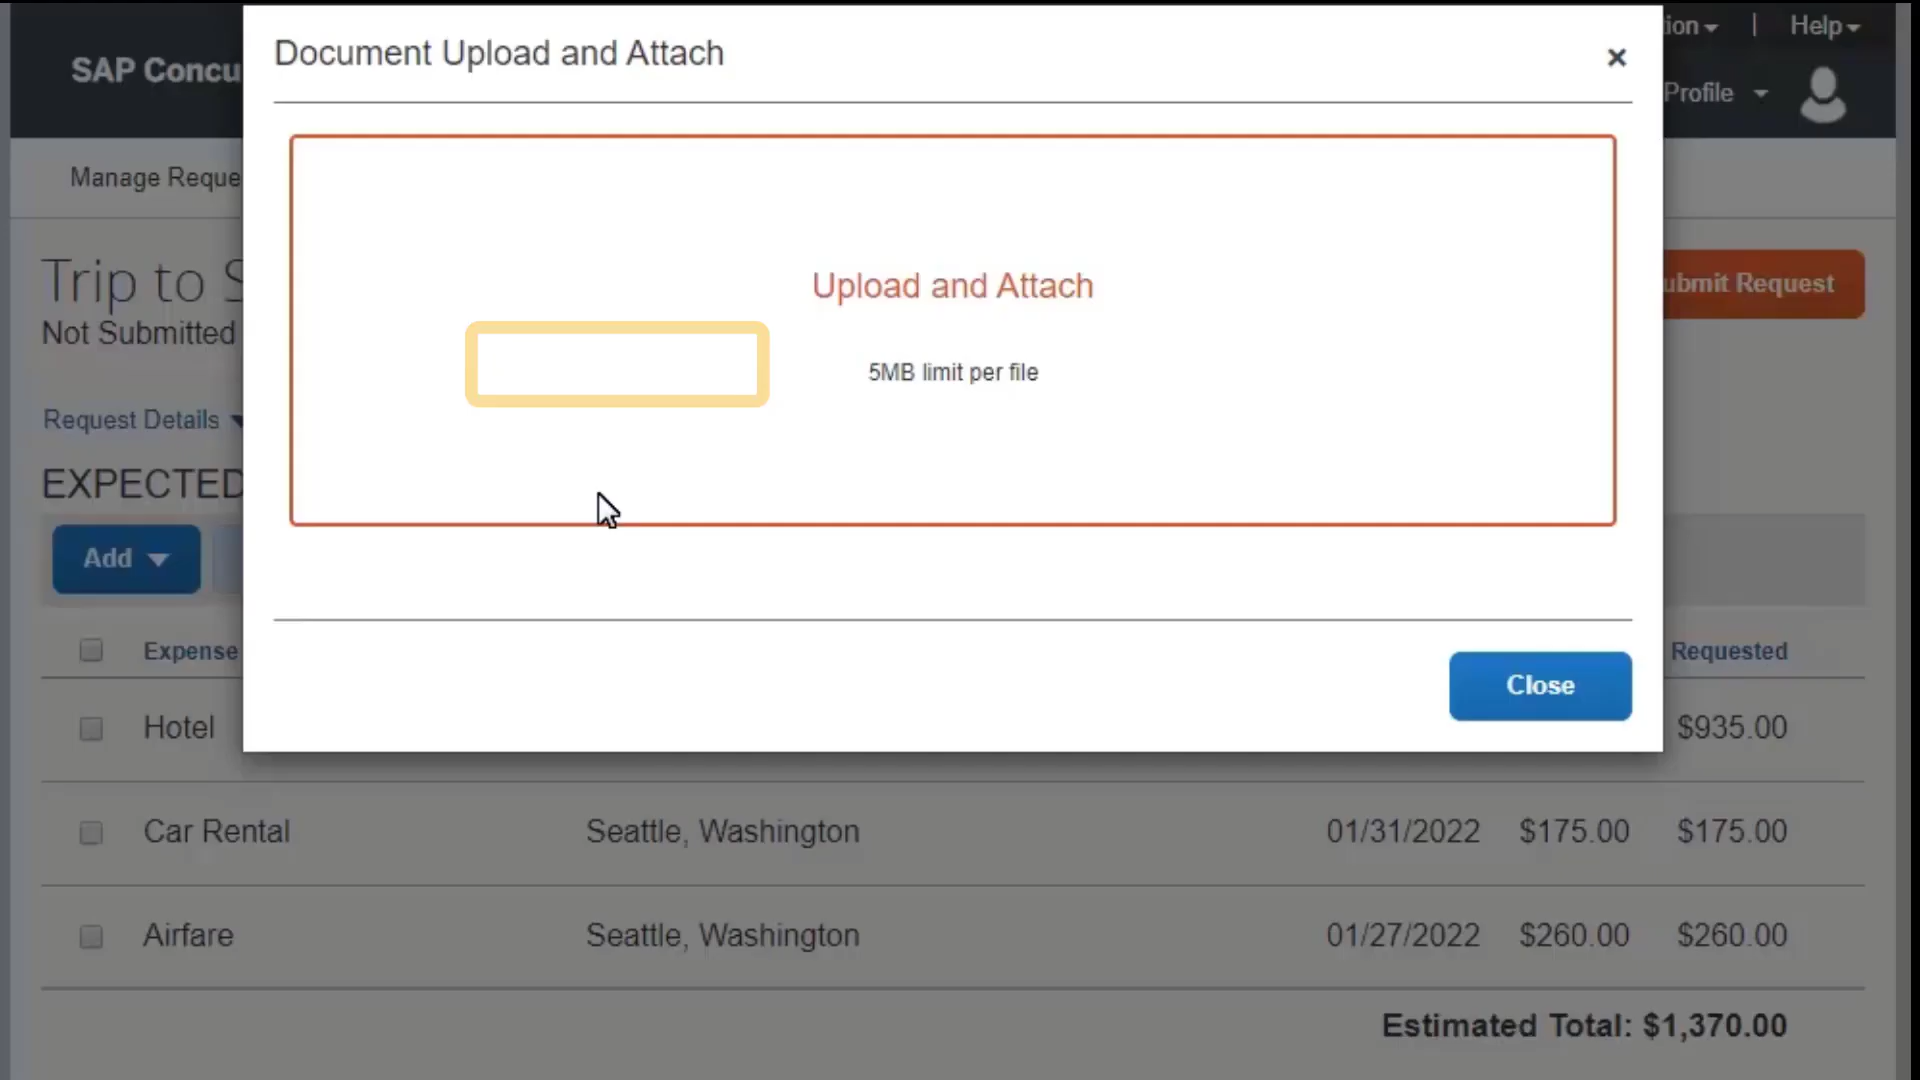 Document Upload and Attach
×
ion
|
Help
SAP Concu
Profile
Manage Reque
Upload and Attach
5MB limit per file
Trip to S
Not Submitted
ubmit Request
Request Details
EXPECTED
Add
Close
Expense
Requested
Hotel
$935.00
Car Rental
Seattle, Washington
01/31/2022
$175.00
$175.00
Airfare
Seattle, Washington
01/27/2022
$260.00
$260.00
Estimated Total: $1,370.00